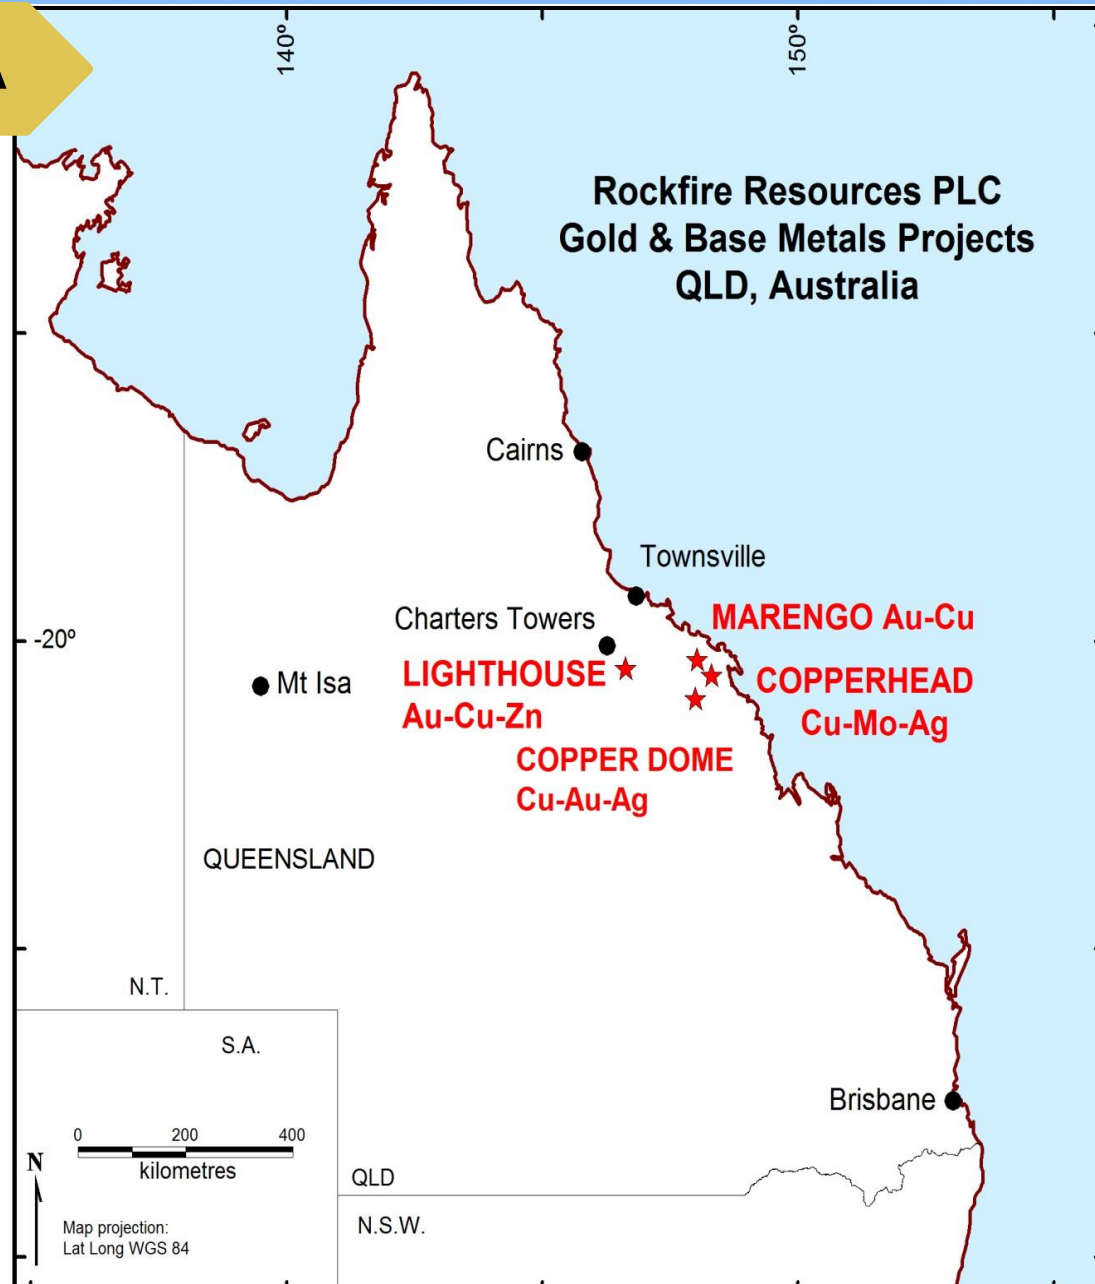 140º
150º
Rockfire Resources PLC
Gold & Base Metals Projects
QLD, Australia
Cairns
Townsville
Charters Towers
MARENGO Au-Cu
-20º
LIGHTHOUSE
Au-Cu-Zn
Mt Isa
COPPERHEAD
Cu-Mo-Ag
COPPER DOME
Cu-Au-Ag
QUEENSLAND
N.T.
S.A.
Brisbane
0 200 400
kilometres
N
QLD
N.S.W.
Map projection:
Lat Long WGS 84